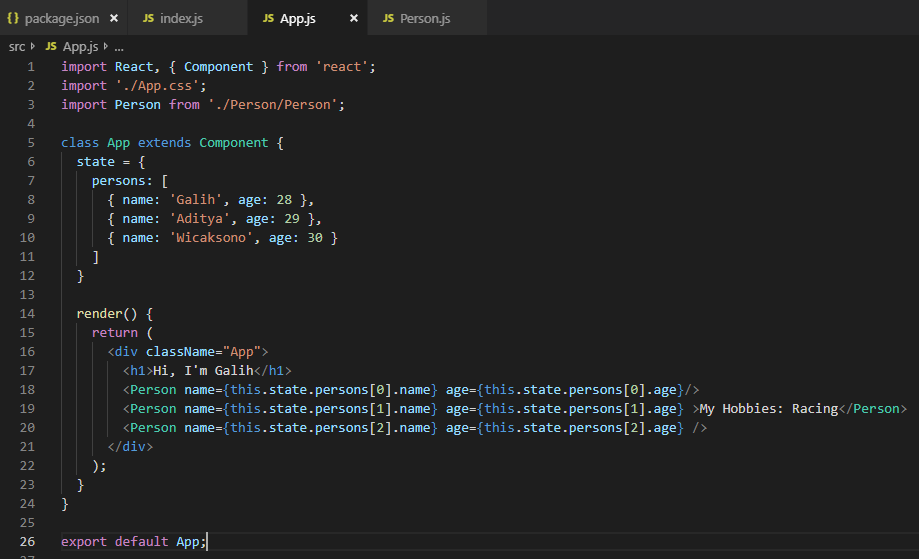 {} package.json × JS index.js JS App.js × JS Person.js
src JS App.js ...
1 import React, { Component } from 'react';
2 import './App.css';
3 import Person from './Person/Person';
4
5 class App extends Component {
6   state = {
7     persons: [
8       { name: 'Galih', age: 28 },
9       { name: 'Aditya', age: 29 },
10       { name: 'Wicaksono', age: 30 }
11     ]
12   }
13
14   render() {
15     return (
16       <div className="App">
17         <h1>Hi, I'm Galih</h1>
18         <Person name={this.state.persons[0].name} age={this.state.persons[0].age}/>
19         <Person name={this.state.persons[1].name} age={this.state.persons[1].age} >My Hobbies: Racing</Person>
20         <Person name={this.state.persons[2].name} age={this.state.persons[2].age} />
21       </div>
22     );
23   }
24 }
25
26 export default App;
27